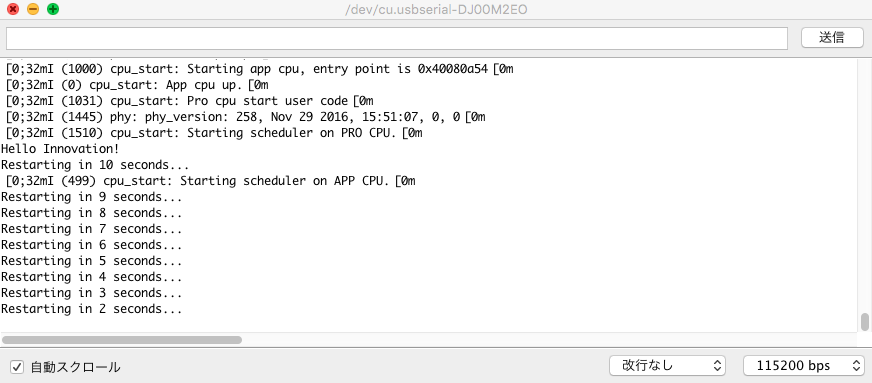 /dev/cu.usbserial-DJ00M2EO
送信
[0;32mI (1000) cpu_start: Starting app cpu, entry point is 0x40080a54 [0m
[0;32mI (0) cpu_start: App cpu up. [0m
[0;32mI (1031) cpu_start: Pro cpu start user code [0m
[0;32mI (1445) phy: phy_version: 258, Nov 29 2016, 15:51:07, 0, 0 [0m
[0;32mI (1510) cpu_start: Starting scheduler on PRO CPU. [0m
Hello Innovation!
Restarting in 10 seconds...
[0;32mI (499) cpu_start: Starting scheduler on APP CPU. [0m
Restarting in 9 seconds...
Restarting in 8 seconds...
Restarting in 7 seconds...
Restarting in 6 seconds...
Restarting in 5 seconds...
Restarting in 4 seconds...
Restarting in 3 seconds...
Restarting in 2 seconds...
自動スクロール
改行なし
115200 bps